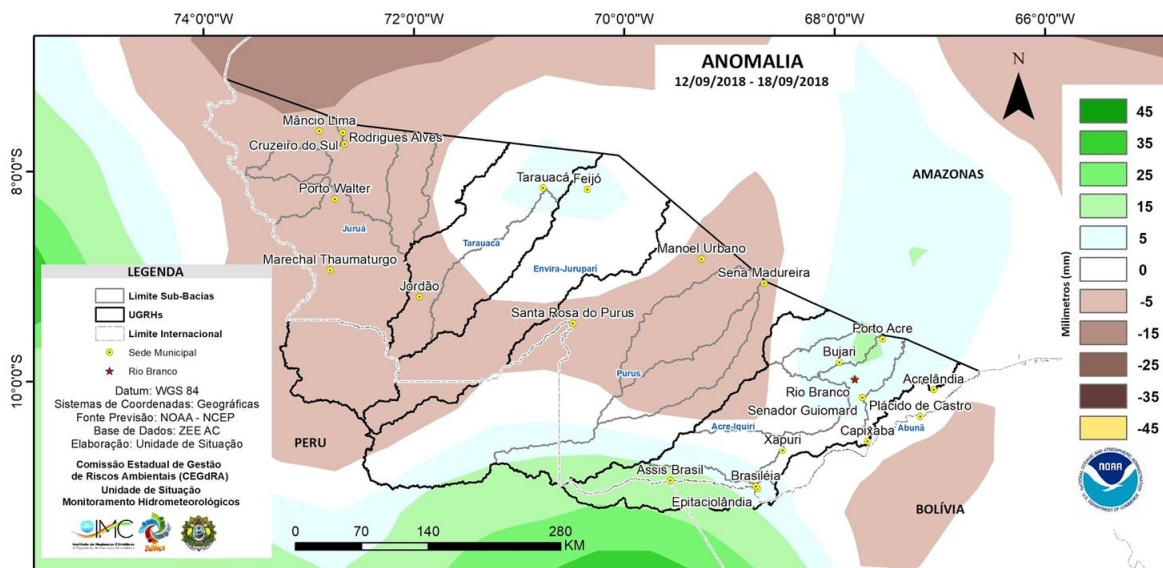 74°0'0"W
72°0'0"W
70°0'0"W
68°0'0"W
66°0'0"W
ANOMALIA
12/09/2018 - 18/09/2018
N
8°0'0"S
10°0'0"S
Mâncio Lima
Rodrigues Alves
Cruzeiro do Sul
Porto Walter
Juruá
Marechal Thaumaturgo
Jordão
Tarauacá
Feijó
Tarauacá
Envira-Jurupari
Manoel Urbano
Sena Madureira
Santa Rosa do Purus
Purus
Porto Acre
Bujari
Rio Branco
Acrelândia
Senador Guiomard
Plácido de Castro
Acre-Iquiri
Abunã
Capixaba
Xapuri
Assis Brasil
Brasiléia
Epitaciolândia
AMAZONAS
PERU
BOLÍVIA
45
35
25
15
5
0
-5
-15
-25
-35
-45
Milimetros (mm)
LEGENDA
Limite Sub-Bacias
UGRHs
Limite Internacional
Sede Municipal
Rio Branco
Datum: WGS 84
Sistemas de Coordenadas: Geográficas
Fonte Previsão: NOAA - NCEP
Base de Dados: ZEE AC
Elaboração: Unidade de Situação
Comissão Estadual de Gestão
de Riscos Ambientais (CEGdRA)
Unidade de Situação
Monitoramento Hidrometeorológicos
IMC
0
70
140
280
KM
NOAA